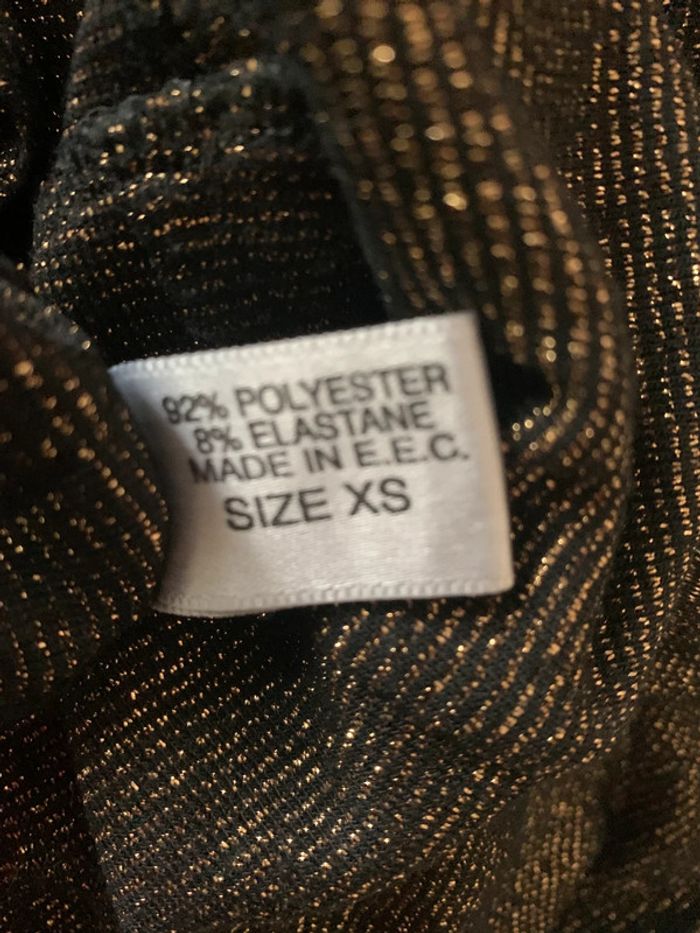 92% POLYESTER
8% ELASTANE
MADE IN E.E.C.
SIZE XS